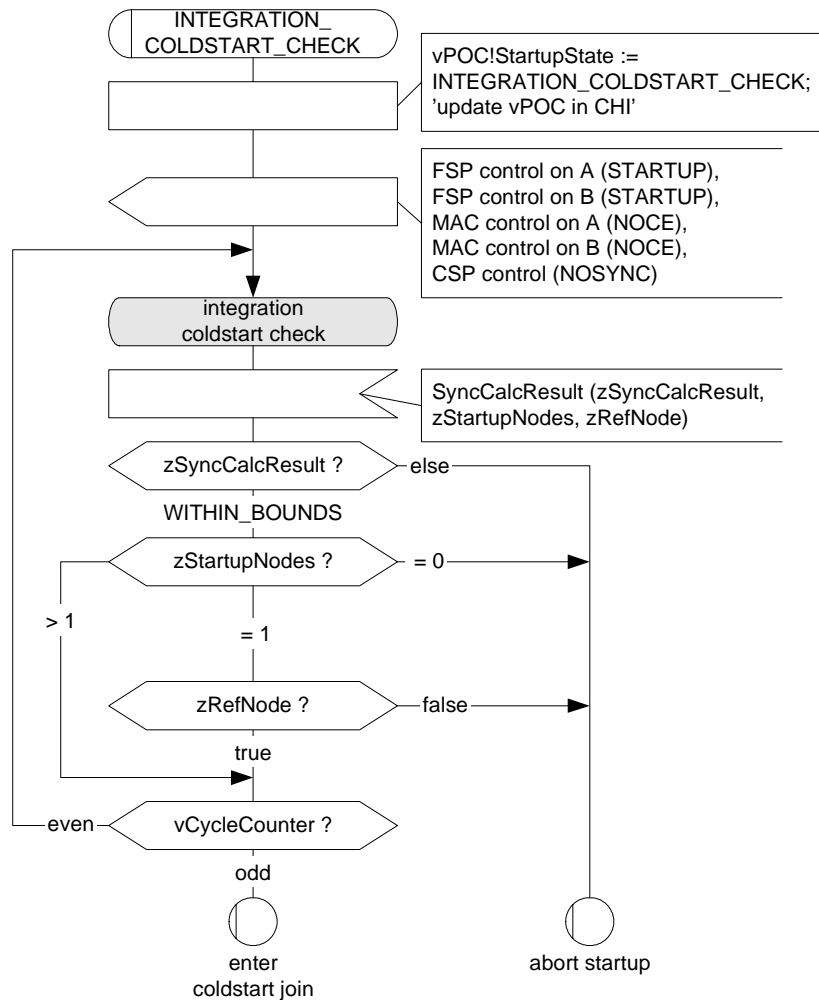 INTEGRATION_
COLDSTART_CHECK
vPOC!StartupState :=
INTEGRATION_COLDSTART_CHECK;
'update vPOC in CHI'
FSP control on A (STARTUP),
FSP control on B (STARTUP),
MAC control on A (NOCE),
MAC control on B (NOCE),
CSP control (NOSYNC)
integration
coldstart check
SyncCalcResult (zSyncCalcResult,
zStartupNodes, zRefNode)
zSyncCalcResult ?
else
WITHIN_BOUNDS
zStartupNodes ?
= 0
> 1
= 1
zRefNode ?
false
true
even
vCycleCounter ?
odd
enter
coldstart join
abort startup